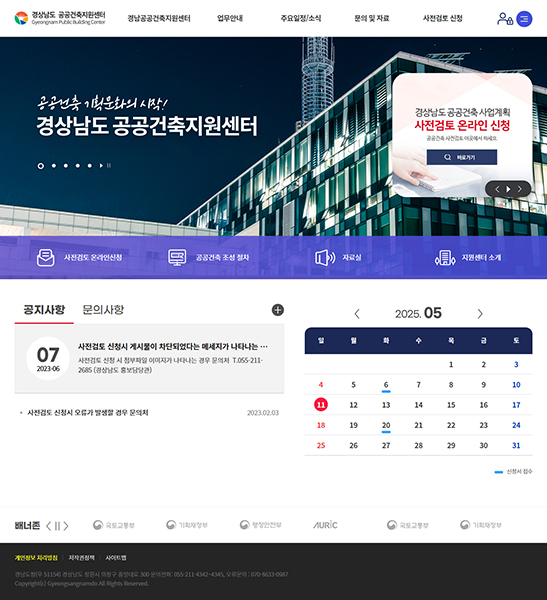 경상남도 공공건축지원센터
Gyeongnam Public Building Center
경남공공건축지원센터 업무안내 주요일정/소식 문의 및 자료 사전검토 신청
공공건축 기획문화의 시작!
경상남도 공공건축지원센터
경상남도 공공건축 사업계획
사전검토 온라인 신청
공공건축 사전검토 이곳에서 하세요.
바로가기
사전검토 온라인신청 공공건축 조성 절차 자료실 지원센터 소개
공지사항 문의사항
07
2023-06
사전검토 신청시 게시물이 차단되었다는 메세지가 나타나는 ···
사전검토 신청 시 첨부파일 이미지가 나타나는 경우 문의처 T.055-211-
2685 (경상남도 홍보담당관)
사전검토 신청시 오류가 발생할 경우 문의처 2023.02.03
2025. 05
일 월 화 수 목 금 토
1 2 3
4 5 6 7 8 9 10
11 12 13 14 15 16 17
18 19 20 21 22 23 24
25 26 27 28 29 30 31
신청서 접수
배너존
국토교통부 기획재정부 행정안전부 AURIC 국토교통부 기획재정부
개인정보 처리방침 저작권정책 사이트맵
경남도청(우 51154) 경상남도 창원시 의창구 중앙대로 300 문의전화: 055-211-4342~4345, 오류문의 : 070-8633-0987
Copyright(c) Gyeongsangnamdo All Rights Reserved.